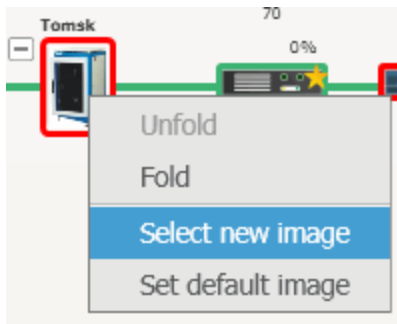 Tomsk
70
0%
Unfold
Fold
Select new image
Set default image